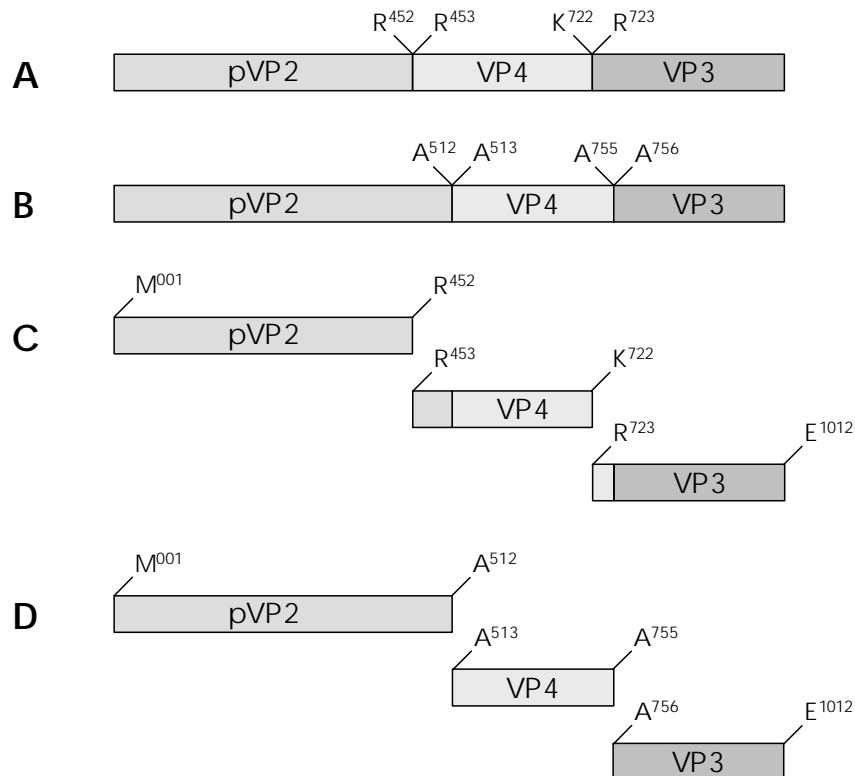 R452 R453 K722 R723
A pVP2 VP4 VP3
A512 A513 A755 A756
B pVP2 VP4 VP3
M001 R452
C pVP2
R453 K722
VP4
R723 E1012
VP3
M001 A512
D pVP2
A513 A755
VP4
A756 E1012
VP3